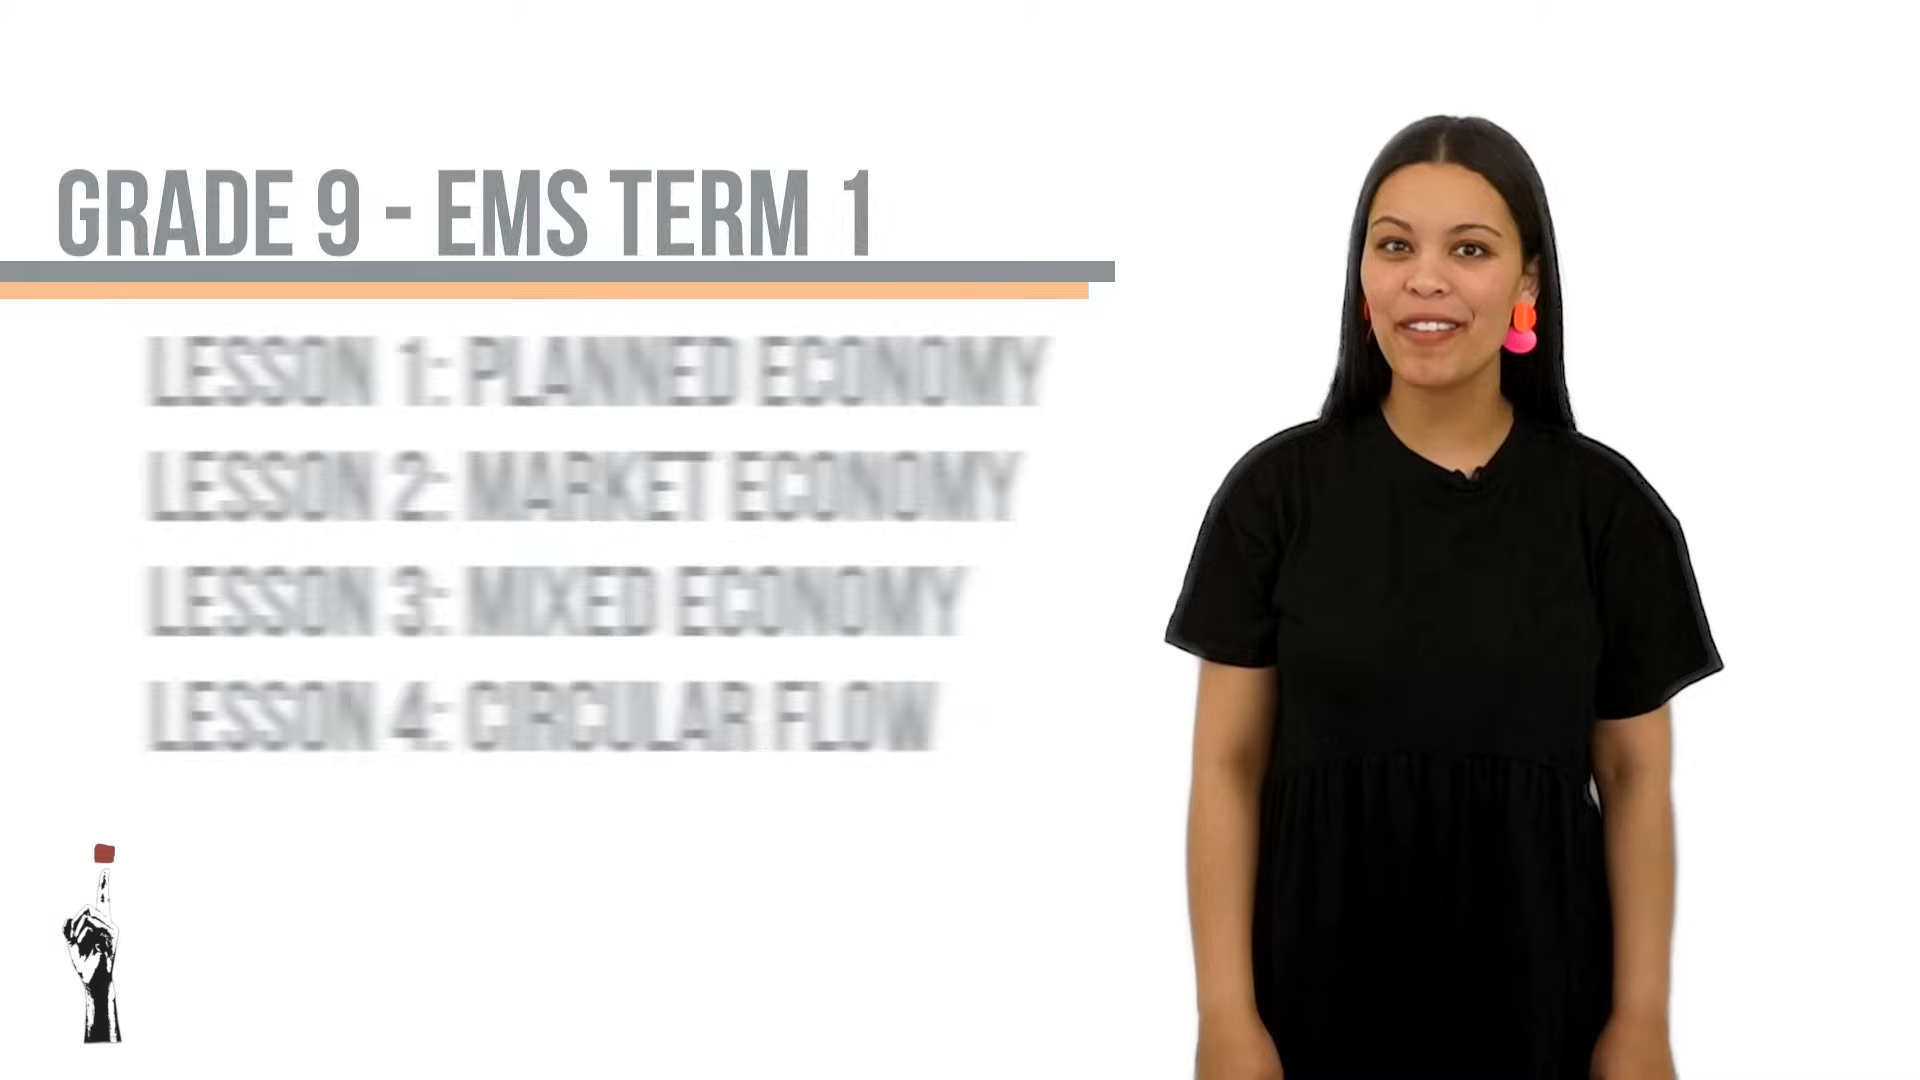 GRADE 9 - EMS TERM 1
LESSON 1: PLANNED ECONOMY
LESSON 2: MARKET ECONOMY
LESSON 3: MIXED ECONOMY
LESSON 4: CIRCULAR FLOW